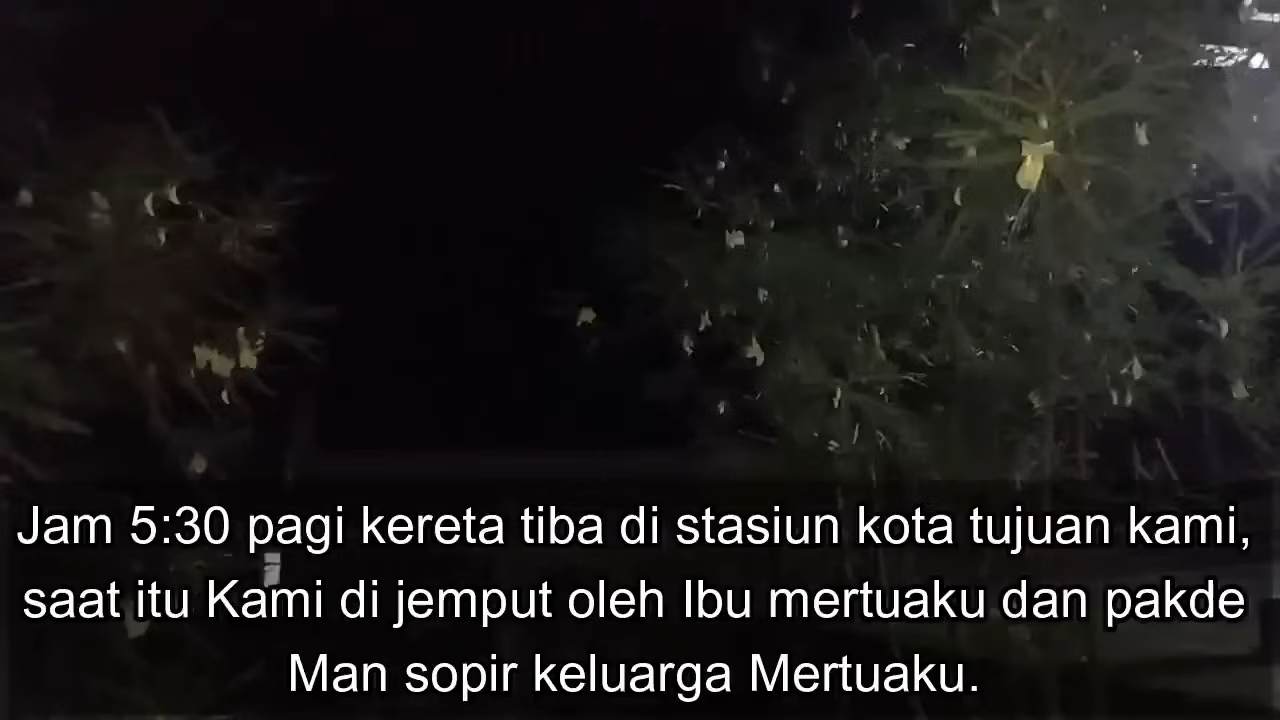 Jam 5:30 pagi kereta tiba di stasiun kota tujuan kami,
saat itu Kami di jemput oleh Ibu mertuaku dan pakde
Man sopir keluarga Mertuaku.